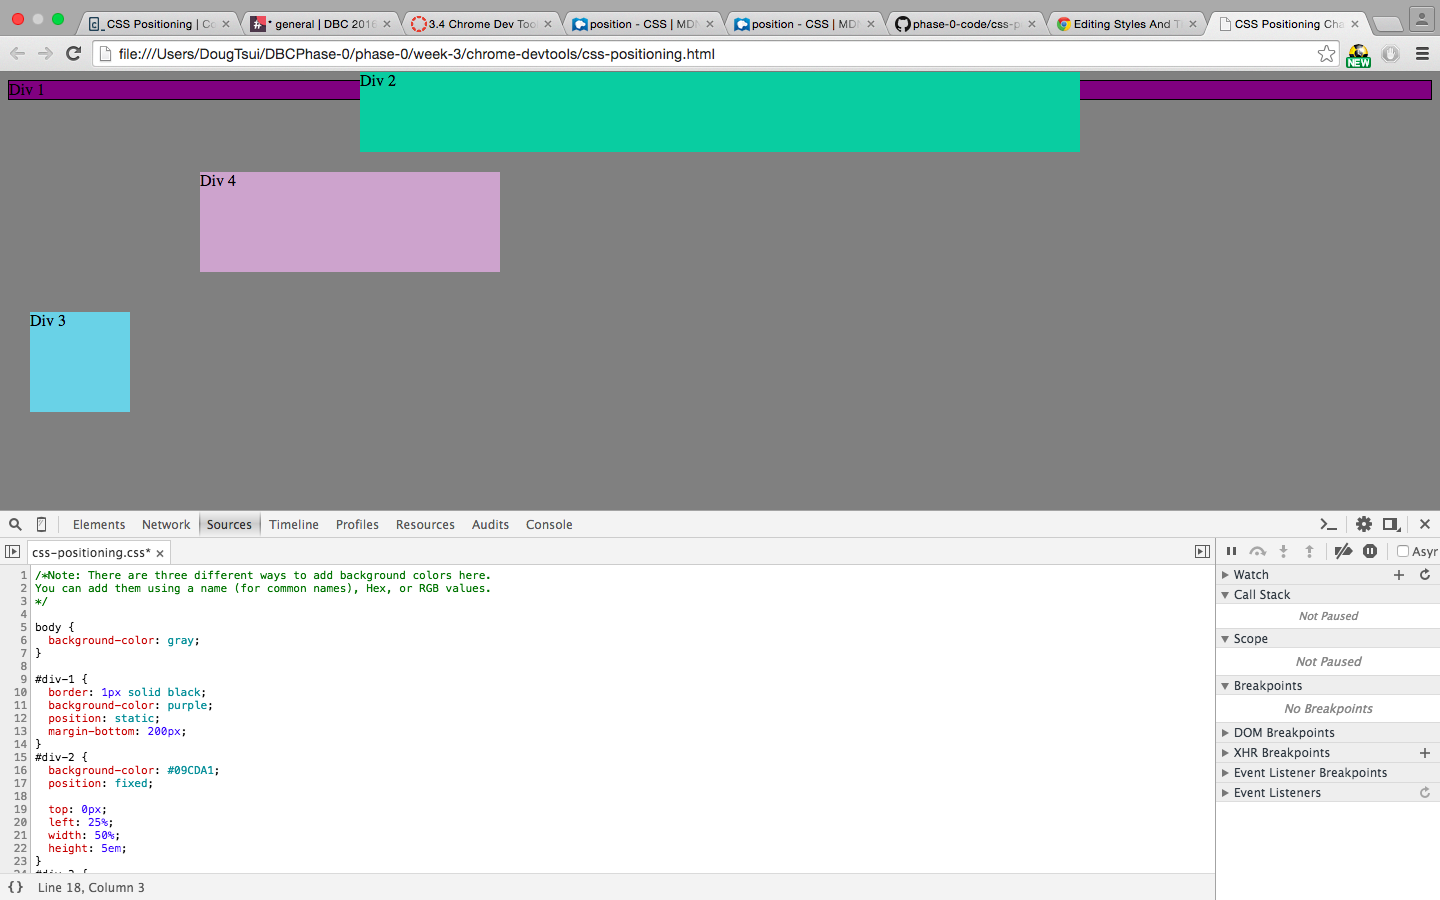 CSS Positioning | Co
* general | DBC 2016
3.4 Chrome Dev Too
position - CSS | MDN
position - CSS | MDN
phase-0-code/css-p
Editing Styles And T
CSS Positioning Cha
file:///Users/DougTsui/DBCPhase-0/phase-0/week-3/chrome-devtools/css-positioning.html
NEW
Div 1
Div 2
Div 4
Div 3
Elements Network Sources Timeline Profiles Resources Audits Console
css-positioning.css*
Asyr
1 /*Note: There are three different ways to add background colors here.
2 You can add them using a name (for common names), Hex, or RGB values.
3 */
4
5 body {
6 background-color: gray;
7 }
8
9 #div-1 {
10 border: 1px solid black;
11 background-color: purple;
12 position: static;
13 margin-bottom: 200px;
14 }
15 #div-2 {
16 background-color: #09CDA1;
17 position: fixed;
18
19 top: 0px;
20 left: 25%;
21 width: 50%;
22 height: 5em;
23 }
24 #div-3 {
{} Line 18, Column 3
Watch
Call Stack
Not Paused
Scope
Not Paused
Breakpoints
No Breakpoints
DOM Breakpoints
XHR Breakpoints
Event Listener Breakpoints
Event Listeners